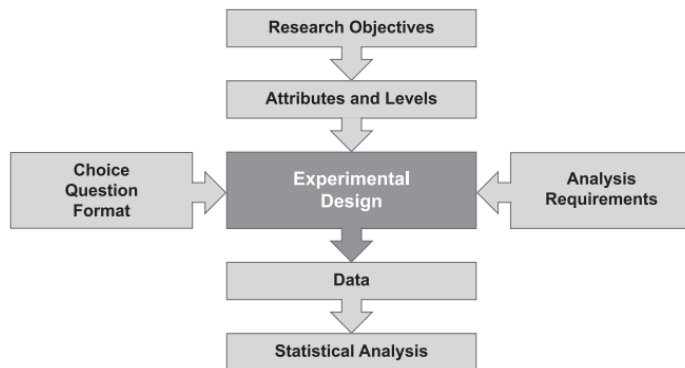 Research Objectives
Attributes and Levels
Choice
Question
Format
Experimental
Design
Analysis
Requirements
Data
Statistical Analysis